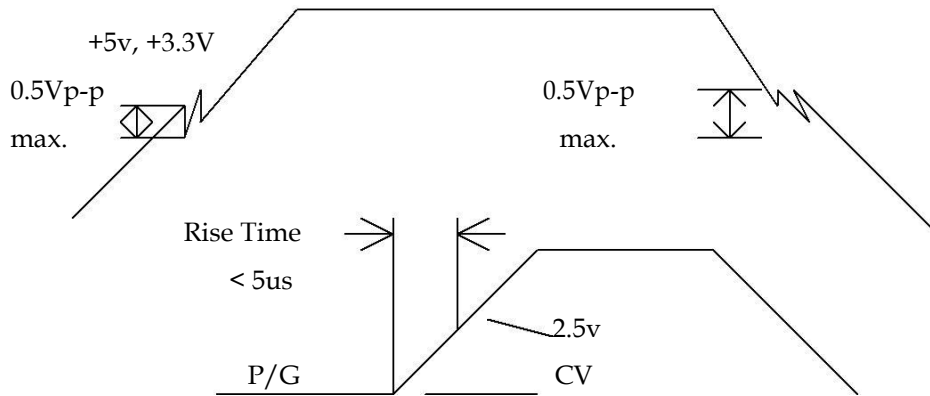 +5v, +3.3V
0.5Vp-p
max.
0.5Vp-p
max.
Rise Time
< 5us
2.5v
P/G
CV